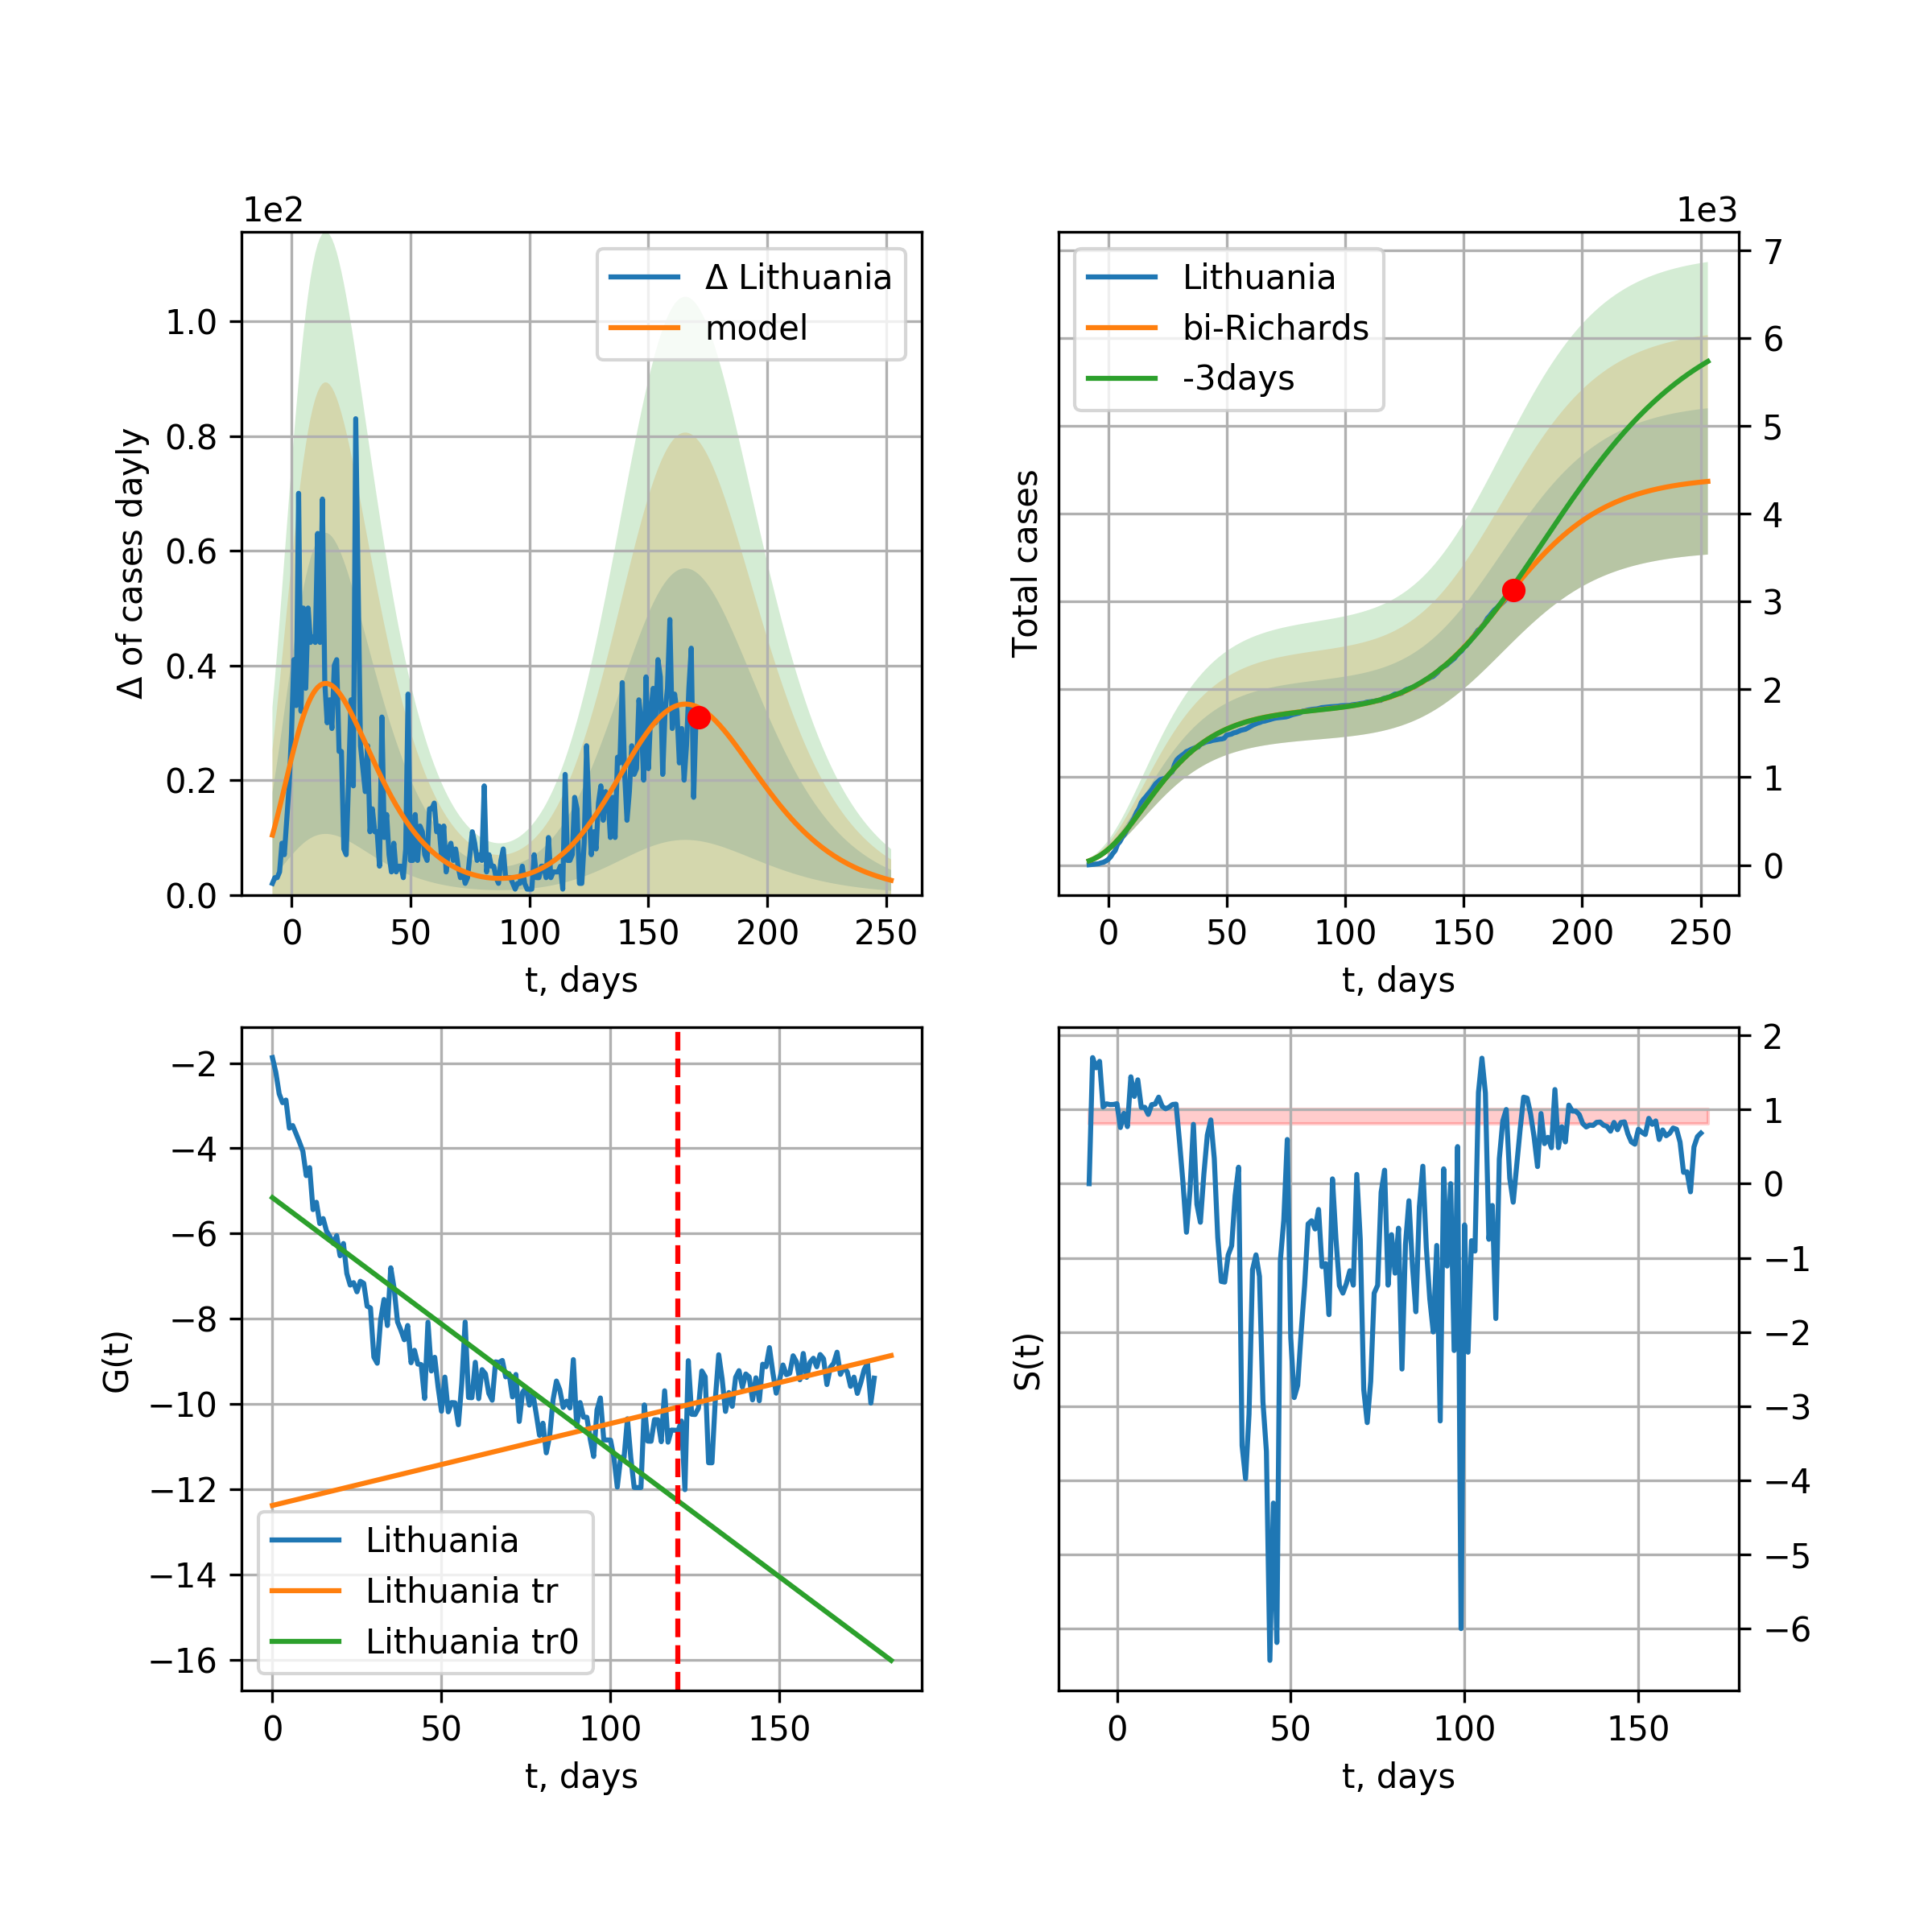 1e2
Δ Lithuania
model
1.0
0.8
0.6
0.4
0.2
0.0
Δ of cases dayly
0 50 100 150 200 250
t, days
1e3
Lithuania
bi-Richards
-3days
7
6
5
4
3
2
1
0
Total cases
0 50 100 150 200 250
t, days
−2
−4
−6
−8
−10
−12
−14
−16
G(t)
Lithuania
Lithuania tr
Lithuania tr0
0 50 100 150
t, days
2
1
0
−1
−2
−3
−4
−5
−6
S(t)
0 50 100 150
t, days